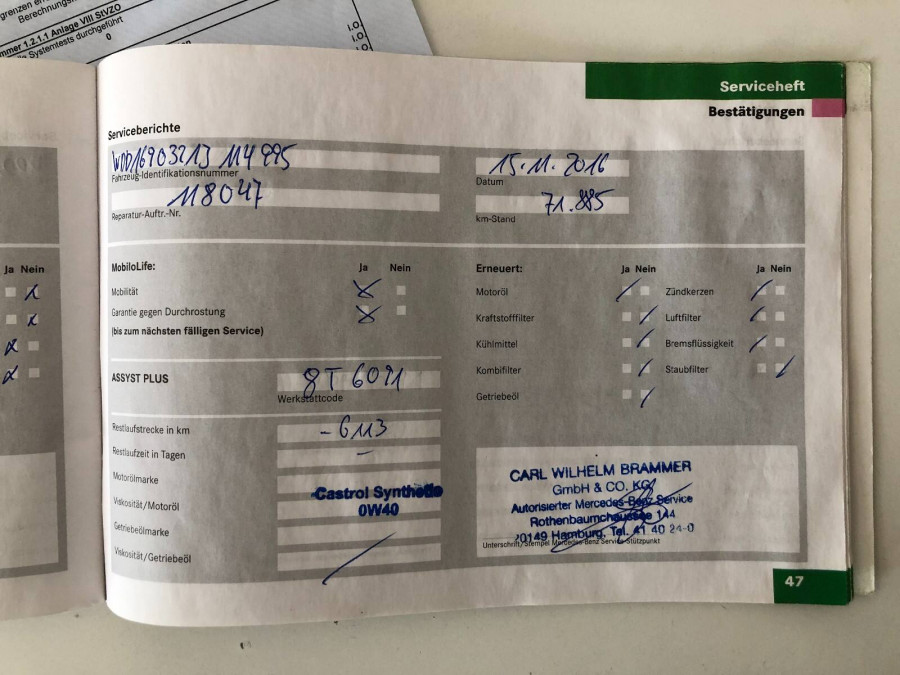 grenzen
Berechnungs
mmer 1.2.1.1 Anlage VIII StVZO
Systemtests durchgeführt
0
I.O.
I.O.
I.O.
Serviceheft
Bestätigungen
Serviceberichte
WDD1690321J114995
Fahrzeug-Identifikationsnummer
118047
Reparatur-Auftr.-Nr.
15.11.2016
Datum
71.885
km-Stand
Ja Nein
MobiloLife: Ja Nein
Mobilität
Garantie gegen Durchrostung
(bis zum nächsten fälligen Service)
Erneuert: Ja Nein Ja Nein
Motoröl Zündkerzen
Kraftstofffilter Luftfilter
Kühlmittel Bremsflüssigkeit
Kombifilter Staubfilter
Getriebeöl
ASSYST PLUS
Werkstattcode
Restlaufstrecke in km - 6113
Restlaufzeit in Tagen -
Motorölmarke
Viskosität/Motoröl
Castrol Synthetic
0W40
Getriebeölmarke
Viskosität/Getriebeöl
CARL WILHELM BRAMMER
GmbH & CO. KG
Autorisierter Mercedes-Benz Service
Rothenbaumchaussee 144
20149 Hamburg, Tel. 41 40 24-0
Unterschrift/Stempel Mercedes-Benz Service-Stützpunkt
47